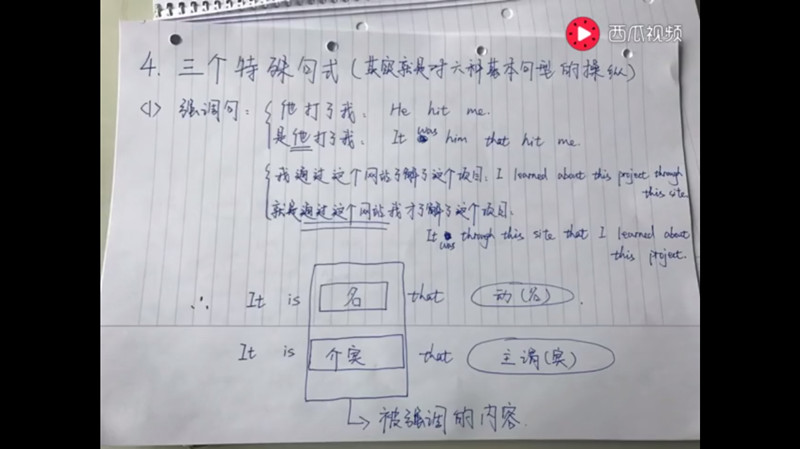 西瓜视频
4. 三个特殊句式(其实就是对六种基本句型的操纵)
<1> 强调句: { 他打了我。 He hit me.
是他打了我。 It was him that hit me.
{ 我通过这个网站了解了这个项目。 I learned about this project through
this site.
就是通过这个网站我才了解了这个项目。
It was through this site that I learned about
this project.
∴ It is 名 that 动(名).
It is 介宾 that 主谓(宾)
被强调的内容.